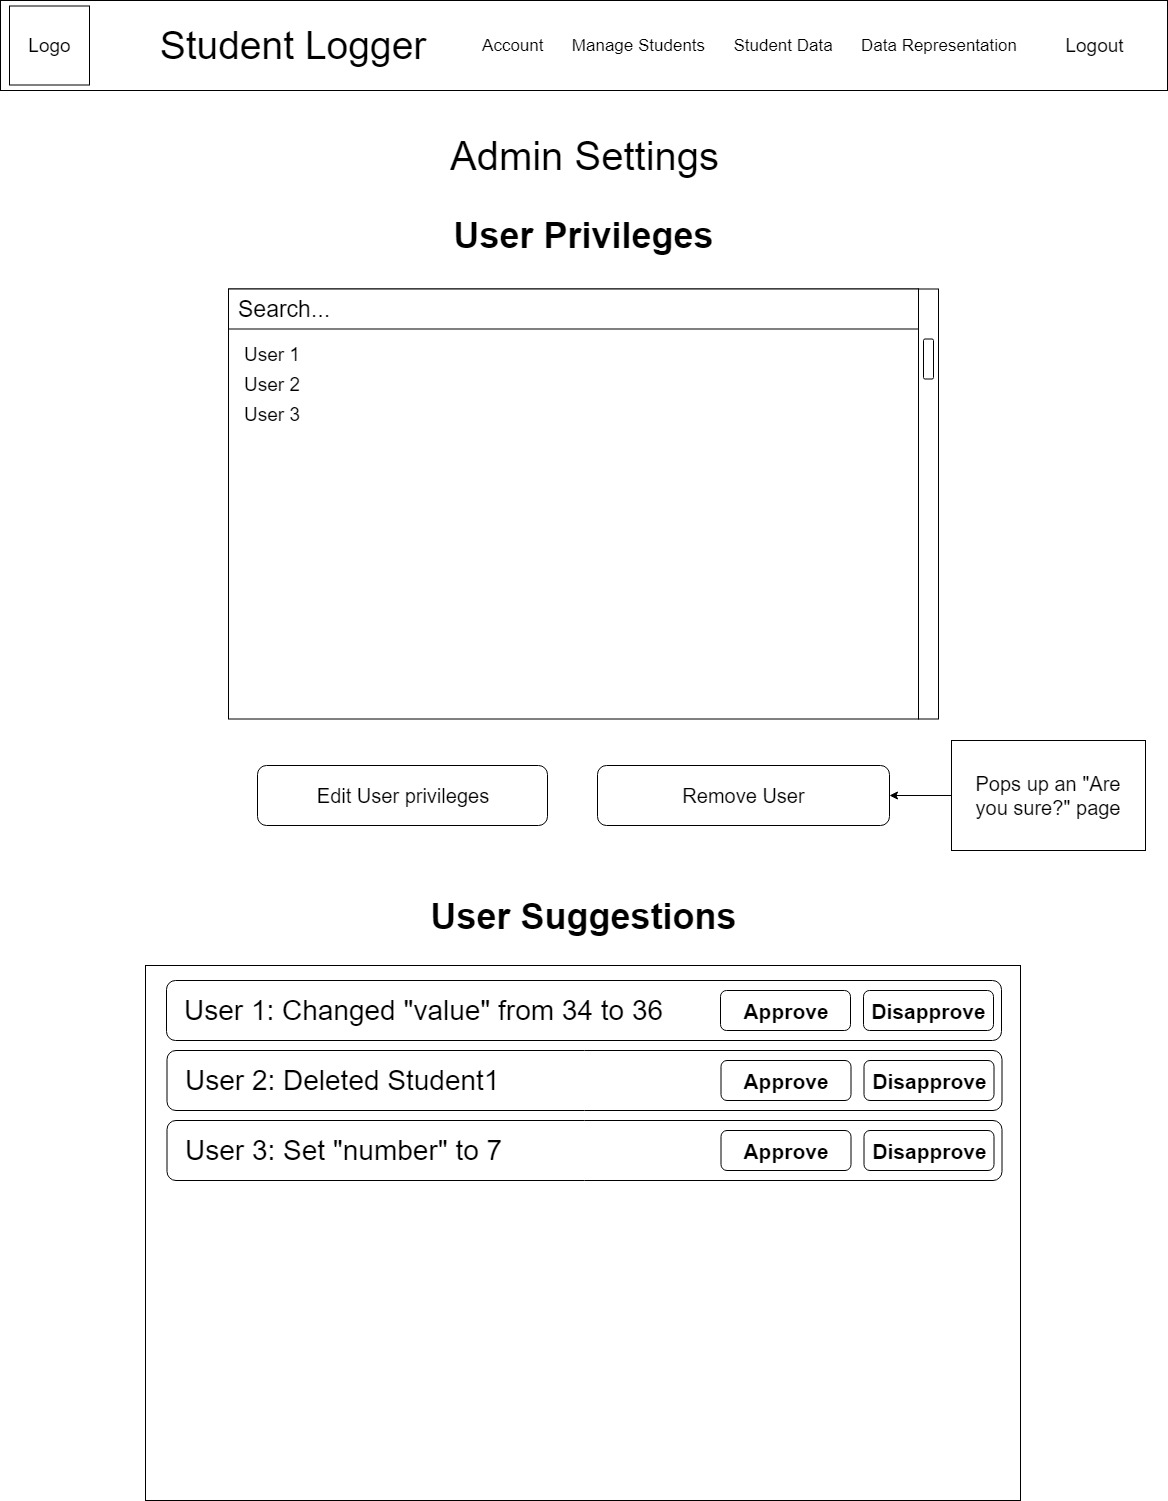 Logo
Student Logger
Account
Manage Students
Student Data
Data Representation
Logout
Admin Settings
User Privileges
Search...
User 1
User 2
User 3
Edit User privileges
Remove User
Pops up an "Are
you sure?" page
User Suggestions
User 1: Changed "value" from 34 to 36
Approve
Disapprove
User 2: Deleted Student1
Approve
Disapprove
User 3: Set "number" to 7
Approve
Disapprove